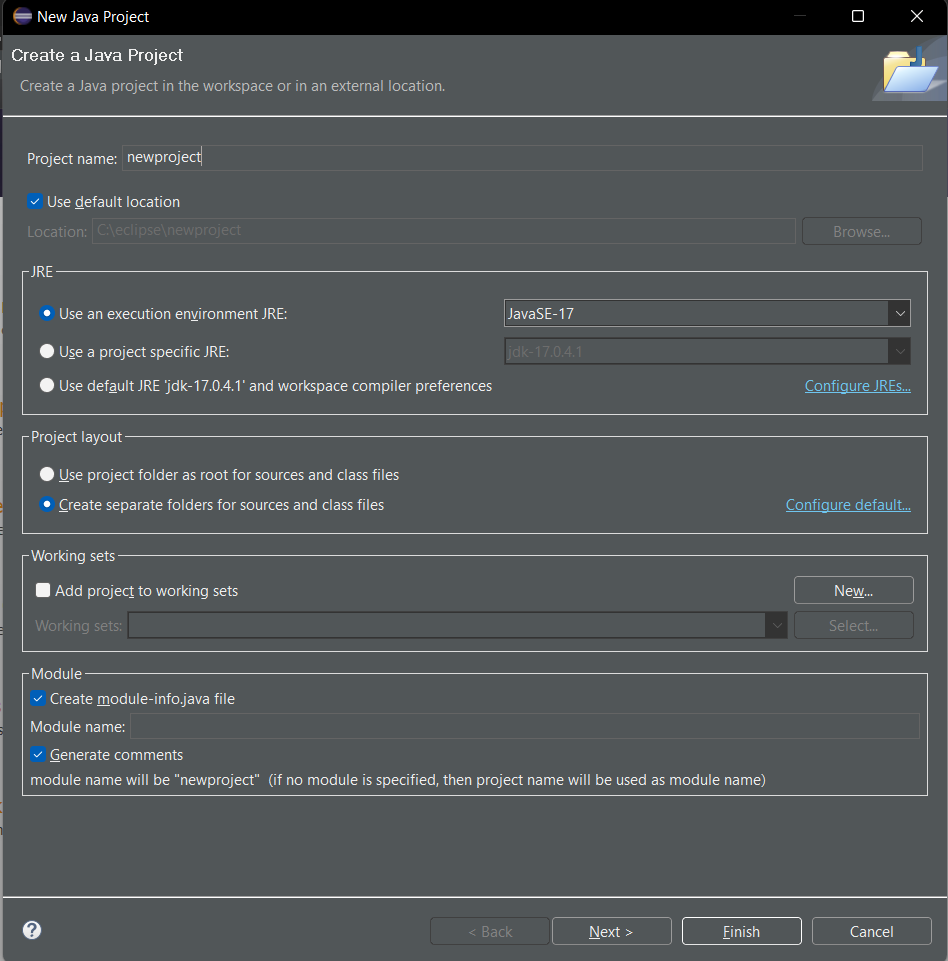 New Java Project
Create a Java Project
Create a Java project in the workspace or in an external location.
Project name: newproject
Use default location
Location: C:\eclipse\newproject Browse...
JRE
Use an execution environment JRE: JavaSE-17
Use a project specific JRE: jdk-17.0.4.1
Use default JRE 'jdk-17.0.4.1' and workspace compiler preferences Configure JREs...
Project layout
Use project folder as root for sources and class files
Create separate folders for sources and class files Configure default...
Working sets
Add project to working sets New...
Working sets: Select...
Module
Create module-info.java file
Module name:
Generate comments
module name will be "newproject" (if no module is specified, then project name will be used as module name)
? < Back Next > Finish Cancel